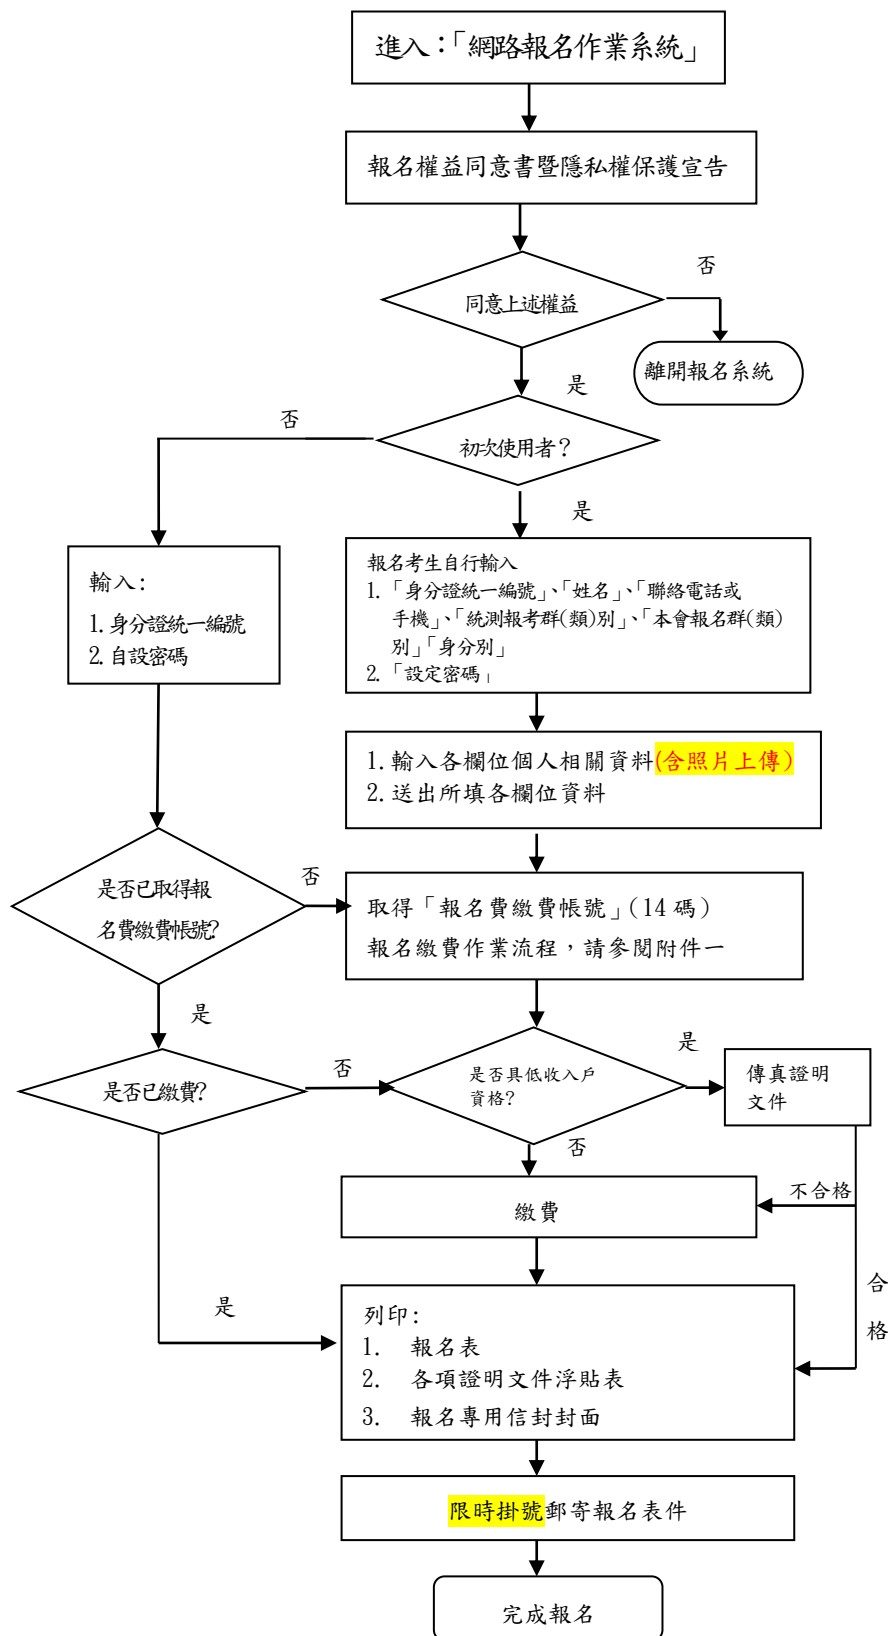 進入：「網路報名作業系統」
報名權益同意書暨隱私權保護宣告
否
同意上述權益
離開報名系統
是
否
初次使用者？
是
輸入：
1. 身分證統一編號
2. 自設密碼
報名考生自行輸入
1. 「身分證統一編號」、「姓名」、「聯絡電話或
手機」、「統測報考群(類)別」、「本會報名群(類)
別」「身分別」
2. 「設定密碼」
1. 輸入各欄位個人相關資料(含照片上傳)
2. 送出所填各欄位資料
是否已取得報
名費繳費帳號?
否
取得「報名費繳費帳號」(14 碼)
報名繳費作業流程，請參閱附件一
是
是否已繳費?
否
是否具低收入戶
資格?
是
傳真證明
文件
否
繳費
不合格
是
合
格
列印：
1. 報名表
2. 各項證明文件浮貼表
3. 報名專用信封封面
限時掛號郵寄報名表件
完成報名